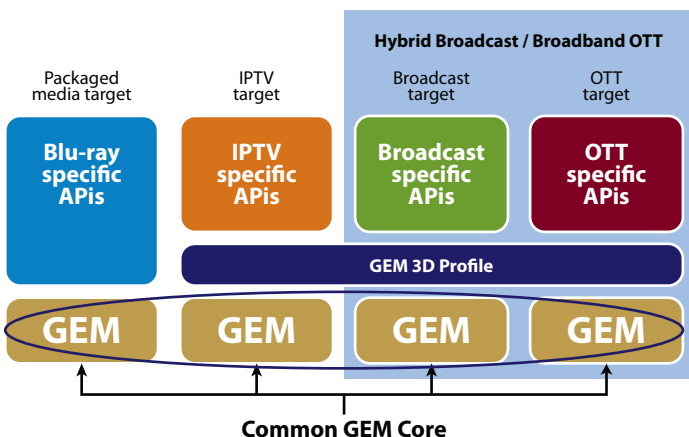 Hybrid Broadcast / Broadband OTT
Packaged
media target
IPTV
target
Broadcast
target
OTT
target
Blu-ray
specific
APis
IPTV
specific
APis
Broadcast
specific
APis
OTT
specific
APis
GEM 3D Profile
GEM
GEM
GEM
GEM
Common GEM Core